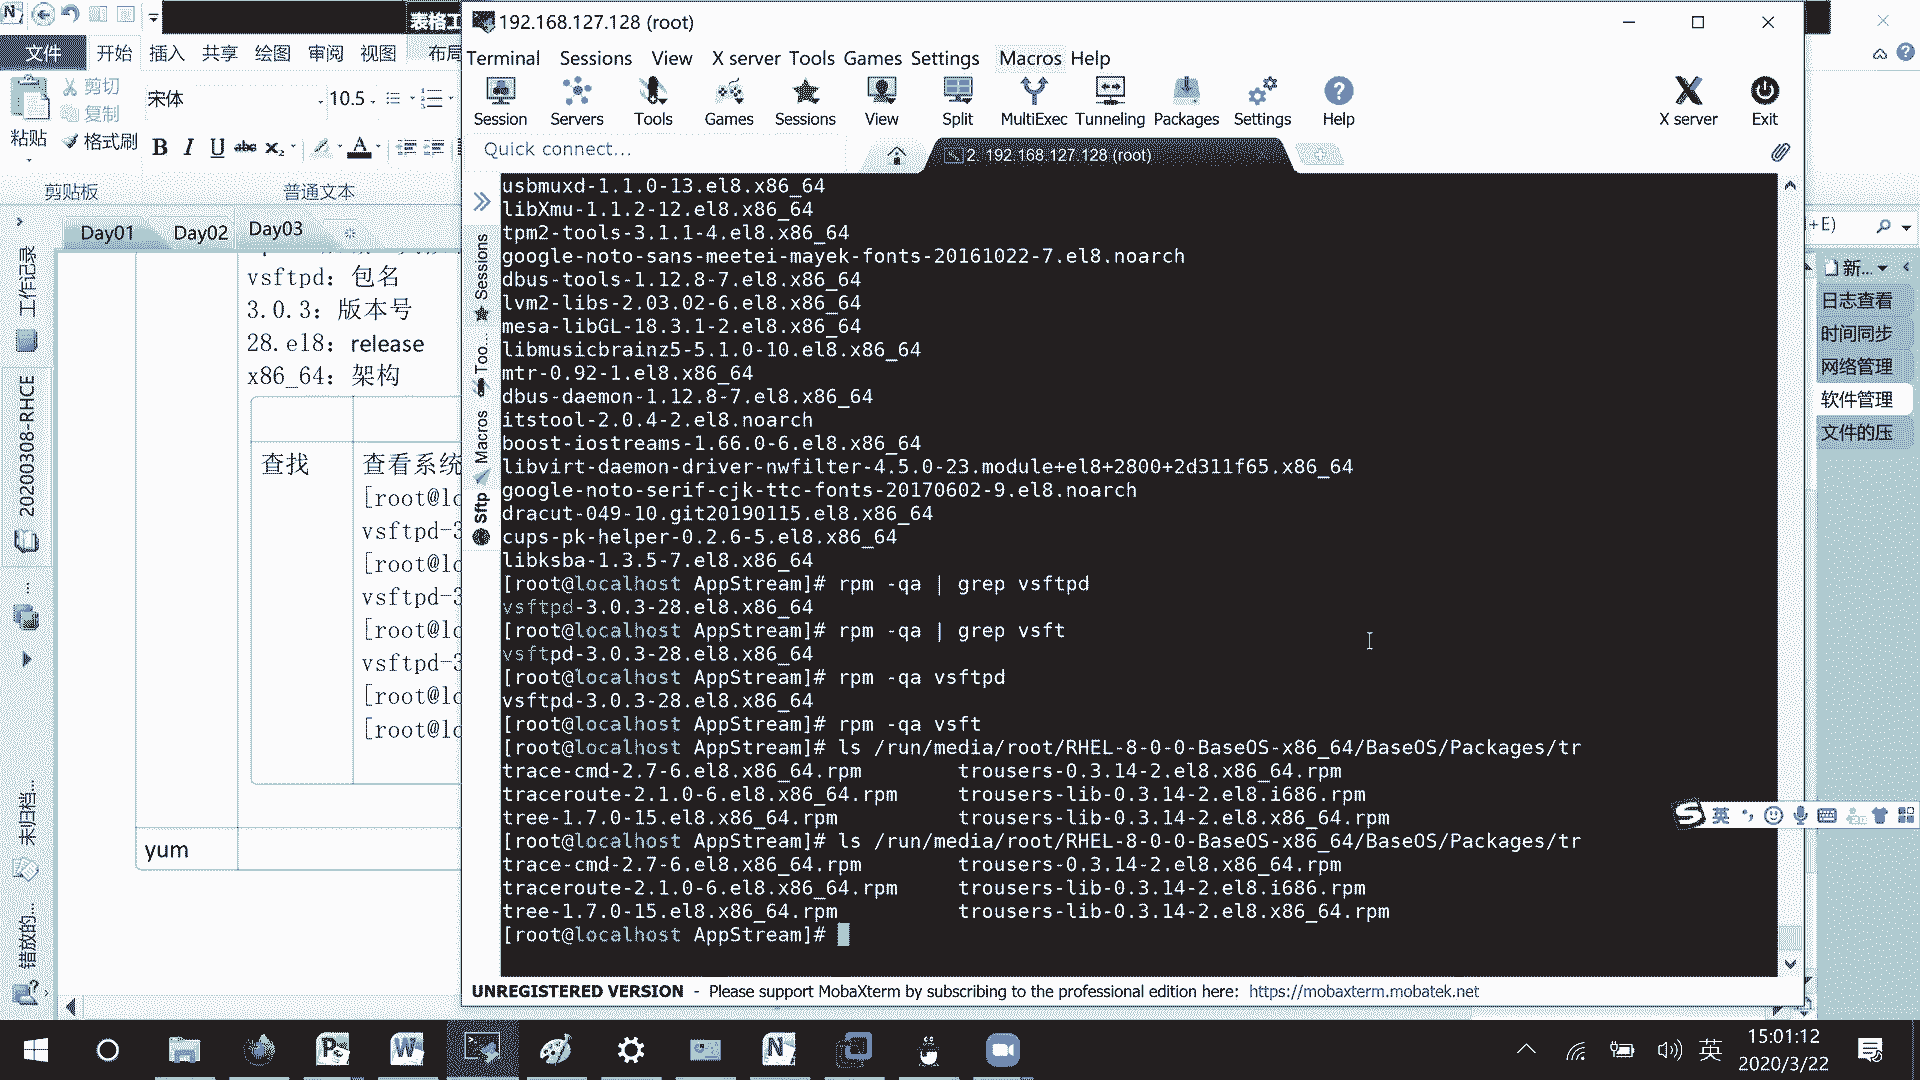 192.168.127.128 (root)
表格工
文件 开始 插入 共享 绘图 审阅 视图 布局
Terminal Sessions View X server Tools Games Settings Macros Help
剪切
复制
格式刷
粘贴
宋体 10.5
剪贴板
普通文本
Session Servers Tools Games Sessions View Split MultiExec Tunneling Packages Settings Help X server Exit
Quick connect...
2. 192.168.127.128 (root)
Day01 Day02 Day03
工作记录
20200308-RHCE
未归档...
错放的...
vsftpd: 包名
3.0.3: 版本号
28.el8: release
x86_64: 架构
查找
查看系统
[root@lo
vsftpd-3
[root@lo
vsftpd-3
[root@lo
vsftpd-3
[root@lo
[root@lo
yum
Sessions
Too...
Macros
Sftp
usbmuxd-1.1.0-13.el8.x86_64
libXmu-1.1.2-12.el8.x86_64
tpm2-tools-3.1.1-4.el8.x86_64
google-noto-sans-meetei-mayek-fonts-20161022-7.el8.noarch
dbus-tools-1.12.8-7.el8.x86_64
lvm2-libs-2.03.02-6.el8.x86_64
mesa-libGL-18.3.1-2.el8.x86_64
libmusicbrainz5-5.1.0-10.el8.x86_64
mtr-0.92-1.el8.x86_64
dbus-daemon-1.12.8-7.el8.x86_64
itstool-2.0.4-2.el8.noarch
boost-iostreams-1.66.0-6.el8.x86_64
libvirt-daemon-driver-nwfilter-4.5.0-23.module+el8+2800+2d311f65.x86_64
google-noto-serif-cjk-ttc-fonts-20170602-9.el8.noarch
dracut-049-10.git20190115.el8.x86_64
cups-pk-helper-0.2.6-5.el8.x86_64
libksba-1.3.5-7.el8.x86_64
[root@localhost AppStream]# rpm -qa | grep vsftpd
vsftpd-3.0.3-28.el8.x86_64
[root@localhost AppStream]# rpm -qa | grep vsft
vsftpd-3.0.3-28.el8.x86_64
[root@localhost AppStream]# rpm -qa vsftpd
vsftpd-3.0.3-28.el8.x86_64
[root@localhost AppStream]# rpm -qa vsft
[root@localhost AppStream]# ls /run/media/root/RHEL-8-0-0-BaseOS-x86_64/BaseOS/Packages/tr
trace-cmd-2.7-6.el8.x86_64.rpm trousers-0.3.14-2.el8.x86_64.rpm
traceroute-2.1.0-6.el8.x86_64.rpm trousers-lib-0.3.14-2.el8.i686.rpm
tree-1.7.0-15.el8.x86_64.rpm trousers-lib-0.3.14-2.el8.x86_64.rpm
[root@localhost AppStream]# ls /run/media/root/RHEL-8-0-0-BaseOS-x86_64/BaseOS/Packages/tr
trace-cmd-2.7-6.el8.x86_64.rpm trousers-0.3.14-2.el8.x86_64.rpm
traceroute-2.1.0-6.el8.x86_64.rpm trousers-lib-0.3.14-2.el8.i686.rpm
tree-1.7.0-15.el8.x86_64.rpm trousers-lib-0.3.14-2.el8.x86_64.rpm
[root@localhost AppStream]#
UNREGISTERED VERSION - Please support MobaXterm by subscribing to the professional edition here: https://mobaxterm.mobatek.net
+E)
新...
日志查看
时间同步
网络管理
软件管理
文件的压
英
英
15:01:12
2020/3/22